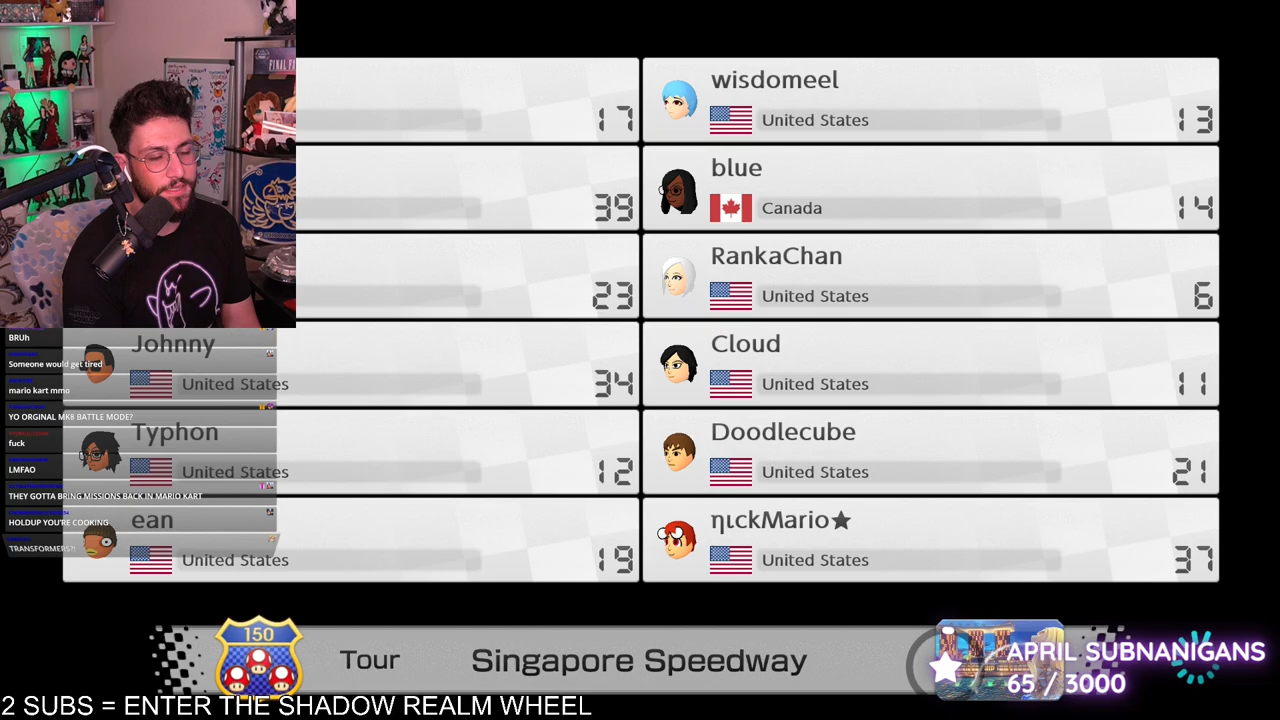 FINAL FA
17
39
23
Johnny
United States
34
Typhon
United States
12
ean
United States
19
wisdomeel
United States
13
blue
Canada
14
RankaChan
United States
6
Cloud
United States
11
Doodlecube
United States
21
ηιckMario★
United States
37
BRUh
Someone would get tired
mario kart mmo
YO ORGINAL MK8 BATTLE MODE?
fuck
LMFAO
THEY GOTTA BRING MISSIONS BACK IN MARIO KART
HOLDUP YOU'RE COOKING
TRANSFORMERS?!
150
Tour
Singapore Speedway
APRIL SUBNANIGANS
65 / 3000
2 SUBS = ENTER THE SHADOW REALM WHEEL